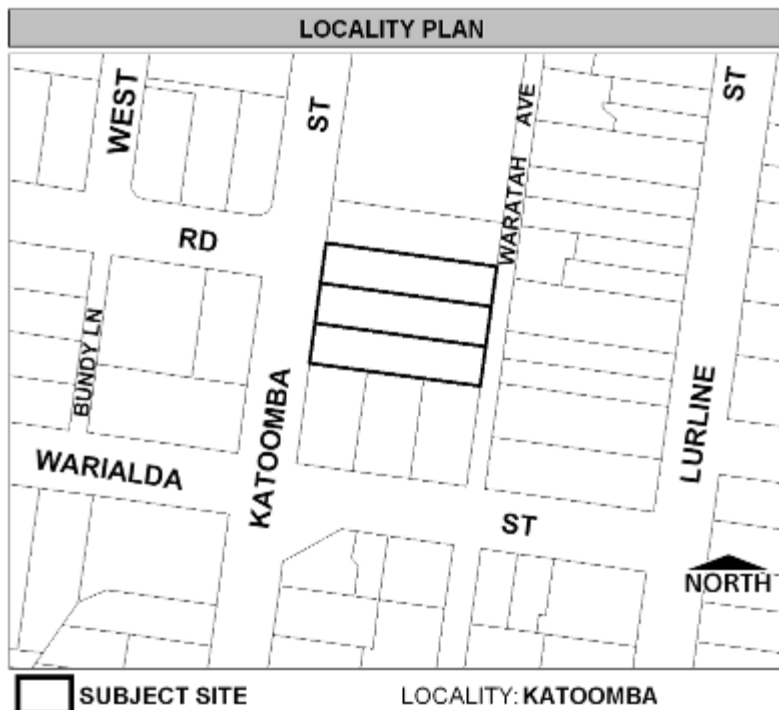 LOCALITY PLAN
WEST
ST
AVE
ST
WARATAH
RD
BUNDY LN
KATOOMBA
LURLINE
WARIALDA
ST
NORTH
SUBJECT SITE
LOCALITY: KATOOMBA